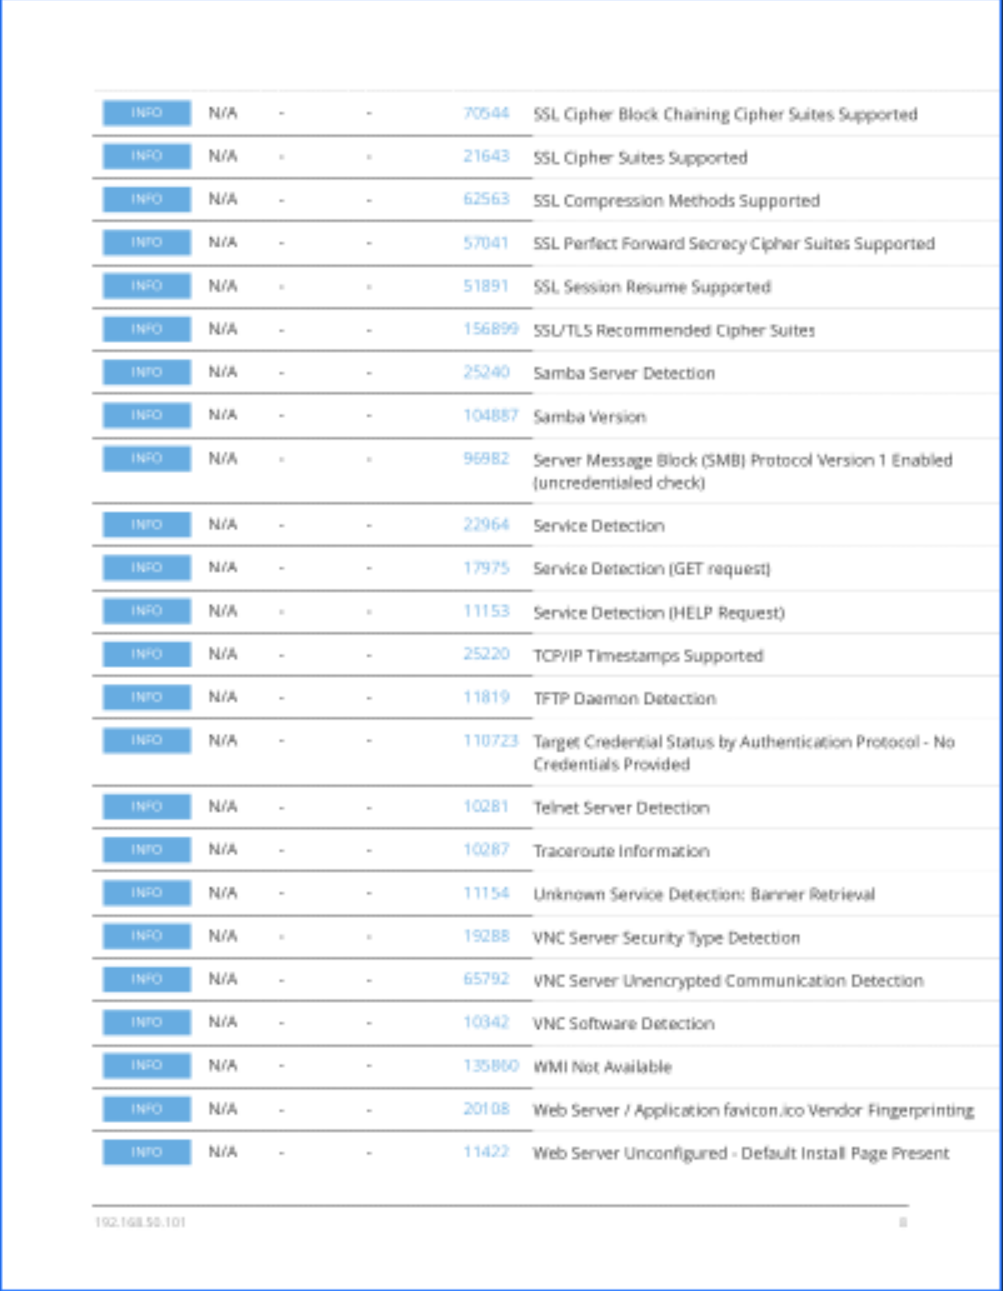 INFO N/A - - 70544 SSL Cipher Block Chaining Cipher Suites Supported
INFO N/A - - 21643 SSL Cipher Suites Supported
INFO N/A - - 62563 SSL Compression Methods Supported
INFO N/A - - 57041 SSL Perfect Forward Secrecy Cipher Suites Supported
INFO N/A - - 51891 SSL Session Resume Supported
INFO N/A - - 156899 SSL/TLS Recommended Cipher Suites
INFO N/A - - 25240 Samba Server Detection
INFO N/A - - 104887 Samba Version
INFO N/A - - 96982 Server Message Block (SMB) Protocol Version 1 Enabled
(uncredentialed check)
INFO N/A - - 22964 Service Detection
INFO N/A - - 17975 Service Detection (GET request)
INFO N/A - - 11153 Service Detection (HELP Request)
INFO N/A - - 25220 TCP/IP Timestamps Supported
INFO N/A - - 11819 TFTP Daemon Detection
INFO N/A - - 110723 Target Credential Status by Authentication Protocol - No
Credentials Provided
INFO N/A - - 10281 Telnet Server Detection
INFO N/A - - 10287 Traceroute Information
INFO N/A - - 11154 Unknown Service Detection: Banner Retrieval
INFO N/A - - 19288 VNC Server Security Type Detection
INFO N/A - - 65792 VNC Server Unencrypted Communication Detection
INFO N/A - - 10342 VNC Software Detection
INFO N/A - - 135860 WMI Not Available
INFO N/A - - 20108 Web Server / Application favicon.ico Vendor Fingerprinting
INFO N/A - - 11422 Web Server Unconfigured - Default Install Page Present
192.168.50.101 8